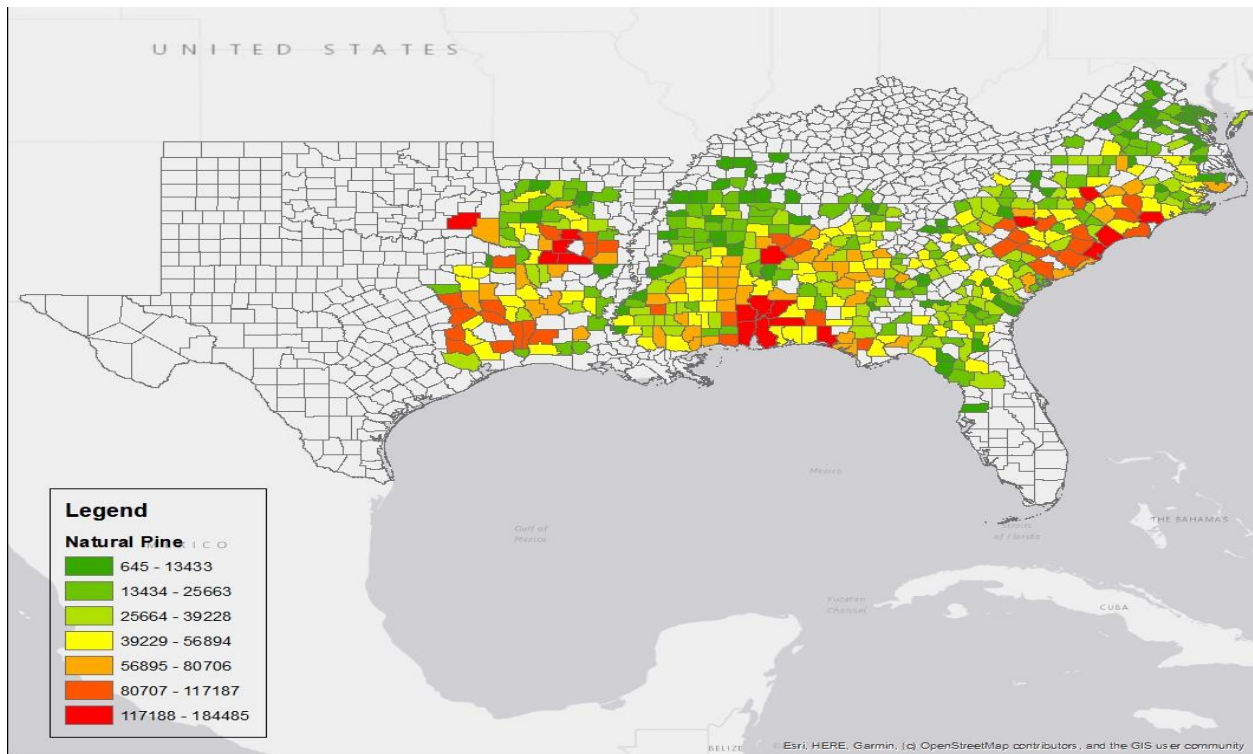 UNITED STATES
Mexico
Gulf of
Mexico
Straits
of Florida
THE BAHAMAS
Yucatan
Channel
CUBA
MEXICO
BELIZE
Legend
Natural Pine
645 - 13433
13434 - 25663
25664 - 39228
39229 - 56894
56895 - 80706
80707 - 117187
117188 - 184485
Esri, HERE, Garmin, (c) OpenStreetMap contributors, and the GIS user community